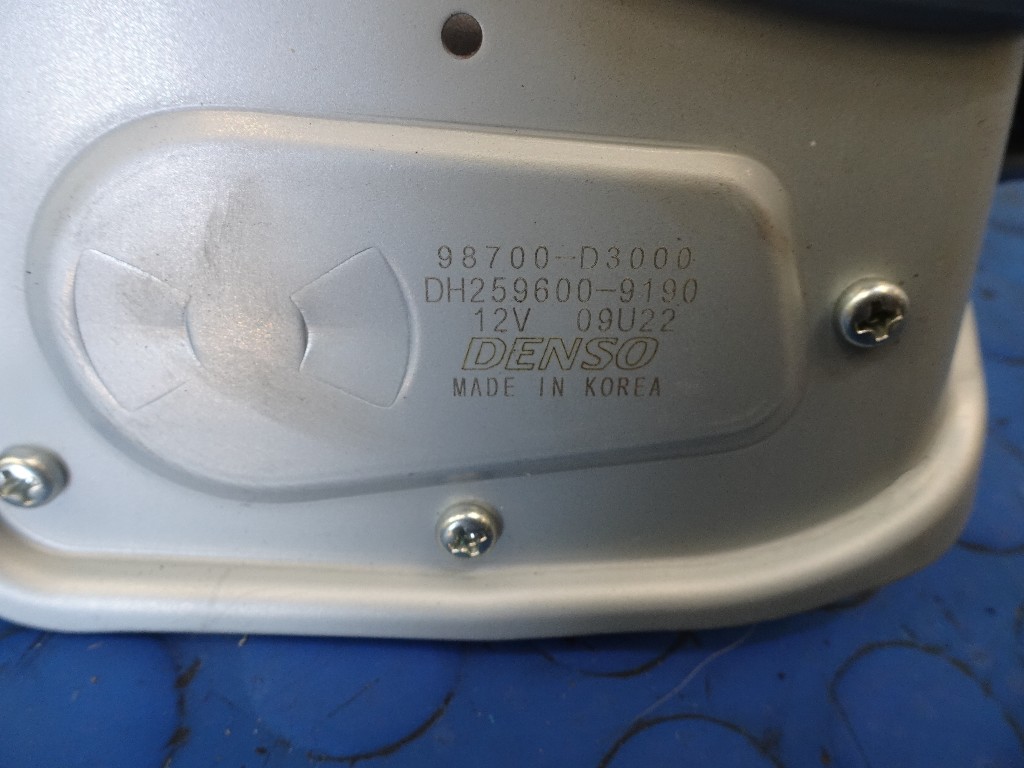 98700-D3000
DH259600-9190
12V 09U22
DENSO
MADE IN KOREA